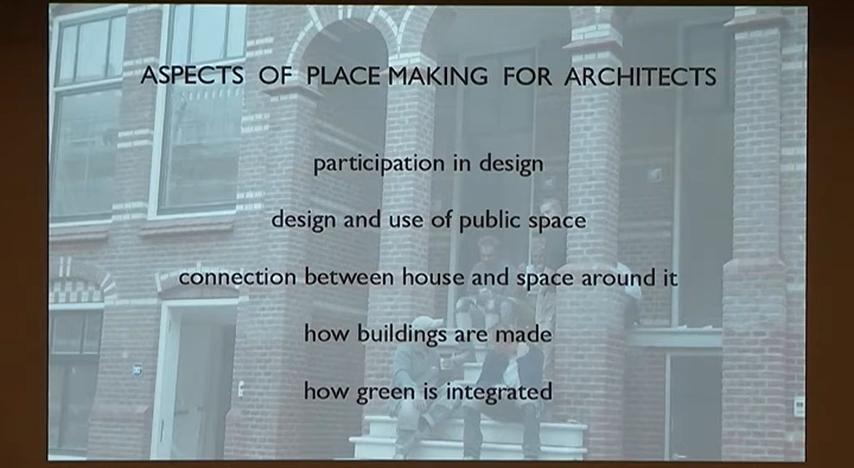 ASPECTS OF PLACE MAKING FOR ARCHITECTS
participation in design
design and use of public space
connection between house and space around it
how buildings are made
how green is integrated